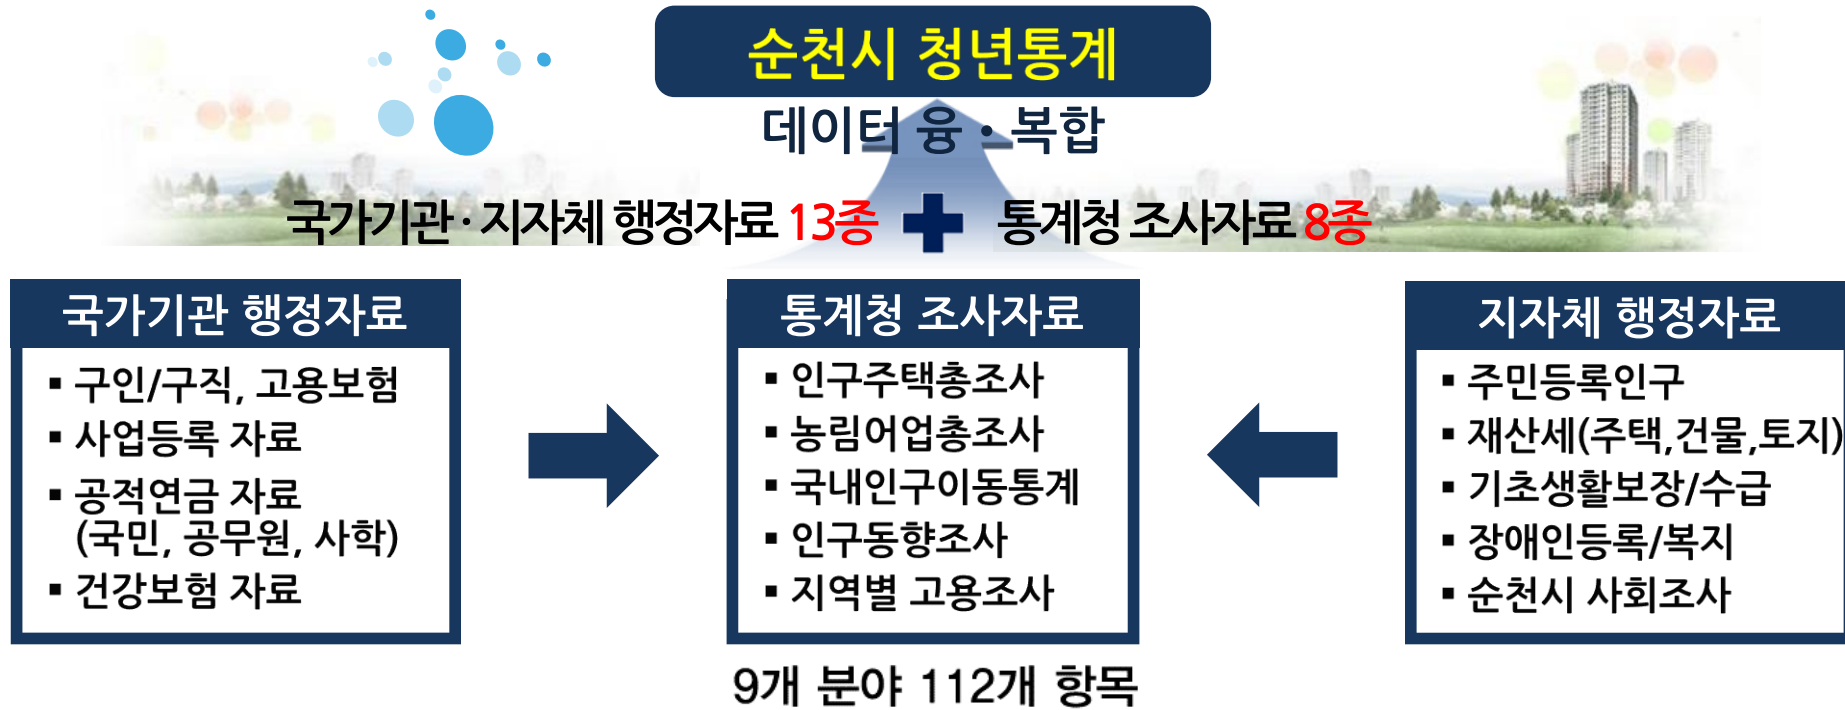 순천시 청년통계
데이터 융·복합
국가기관·지자체 행정자료 13종 + 통계청 조사자료 8종
국가기관 행정자료
▪ 구인/구직, 고용보험
▪ 사업등록 자료
▪ 공적연금 자료
(국민, 공무원, 사학)
▪ 건강보험 자료
통계청 조사자료
▪ 인구주택총조사
▪ 농림어업총조사
▪ 국내인구이동통계
▪ 인구동향조사
▪ 지역별 고용조사
지자체 행정자료
▪ 주민등록인구
▪ 재산세(주택,건물,토지)
▪ 기초생활보장/수급
▪ 장애인등록/복지
▪ 순천시 사회조사
9개 분야 112개 항목